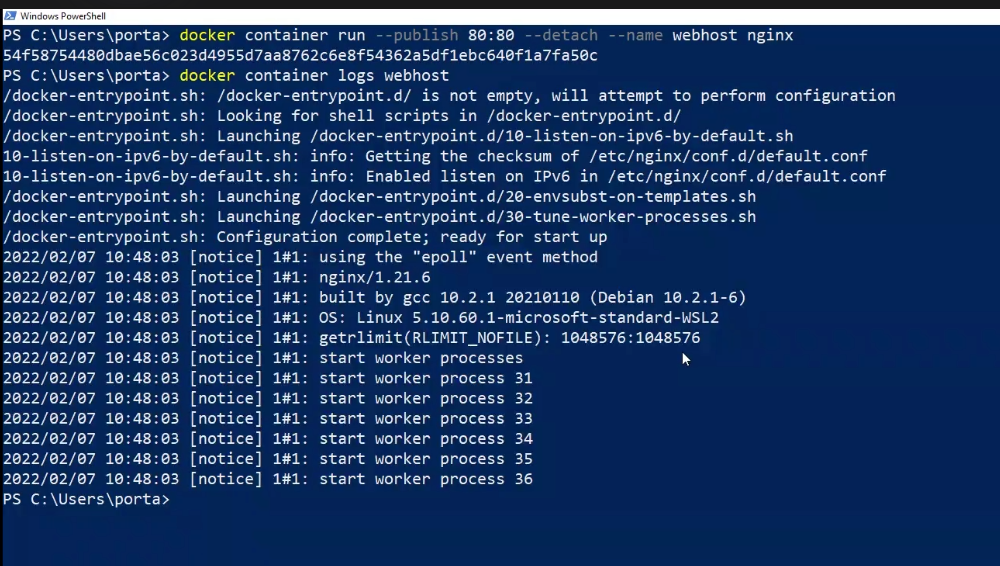 Windows PowerShell
PS C:\Users\porta> docker container run --publish 80:80 --detach --name webhost nginx
54f58754480dbae56c023d4955d7aa8762c6e8f54362a5df1ebc640f1a7fa50c
PS C:\Users\porta> docker container logs webhost
/docker-entrypoint.sh: /docker-entrypoint.d/ is not empty, will attempt to perform configuration
/docker-entrypoint.sh: Looking for shell scripts in /docker-entrypoint.d/
/docker-entrypoint.sh: Launching /docker-entrypoint.d/10-listen-on-ipv6-by-default.sh
10-listen-on-ipv6-by-default.sh: info: Getting the checksum of /etc/nginx/conf.d/default.conf
10-listen-on-ipv6-by-default.sh: info: Enabled listen on IPv6 in /etc/nginx/conf.d/default.conf
/docker-entrypoint.sh: Launching /docker-entrypoint.d/20-envsubst-on-templates.sh
/docker-entrypoint.sh: Launching /docker-entrypoint.d/30-tune-worker-processes.sh
/docker-entrypoint.sh: Configuration complete; ready for start up
2022/02/07 10:48:03 [notice] 1#1: using the "epoll" event method
2022/02/07 10:48:03 [notice] 1#1: nginx/1.21.6
2022/02/07 10:48:03 [notice] 1#1: built by gcc 10.2.1 20210110 (Debian 10.2.1-6)
2022/02/07 10:48:03 [notice] 1#1: OS: Linux 5.10.60.1-microsoft-standard-WSL2
2022/02/07 10:48:03 [notice] 1#1: getrlimit(RLIMIT_NOFILE): 1048576:1048576
2022/02/07 10:48:03 [notice] 1#1: start worker processes
2022/02/07 10:48:03 [notice] 1#1: start worker process 31
2022/02/07 10:48:03 [notice] 1#1: start worker process 32
2022/02/07 10:48:03 [notice] 1#1: start worker process 33
2022/02/07 10:48:03 [notice] 1#1: start worker process 34
2022/02/07 10:48:03 [notice] 1#1: start worker process 35
2022/02/07 10:48:03 [notice] 1#1: start worker process 36
PS C:\Users\porta>